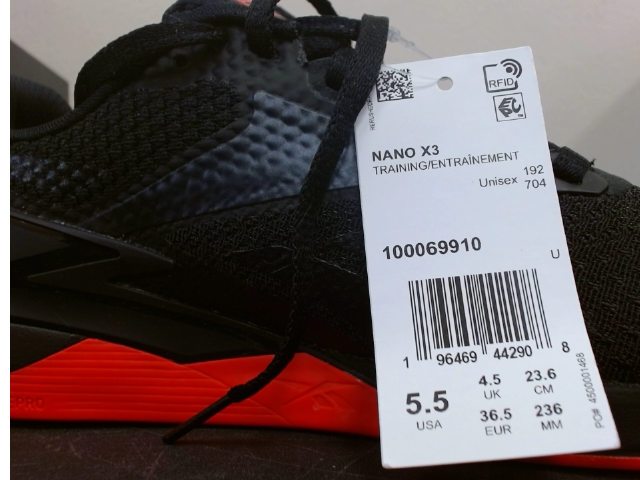 RFID
NANO X3
TRAINING/ENTRAÎNEMENT
192
Unisex 704
100069910
U
1 96469 44290 8
5.5
USA
4.5
UK
23.6
CM
36.5
EUR
236
MM
PO# 4500001468